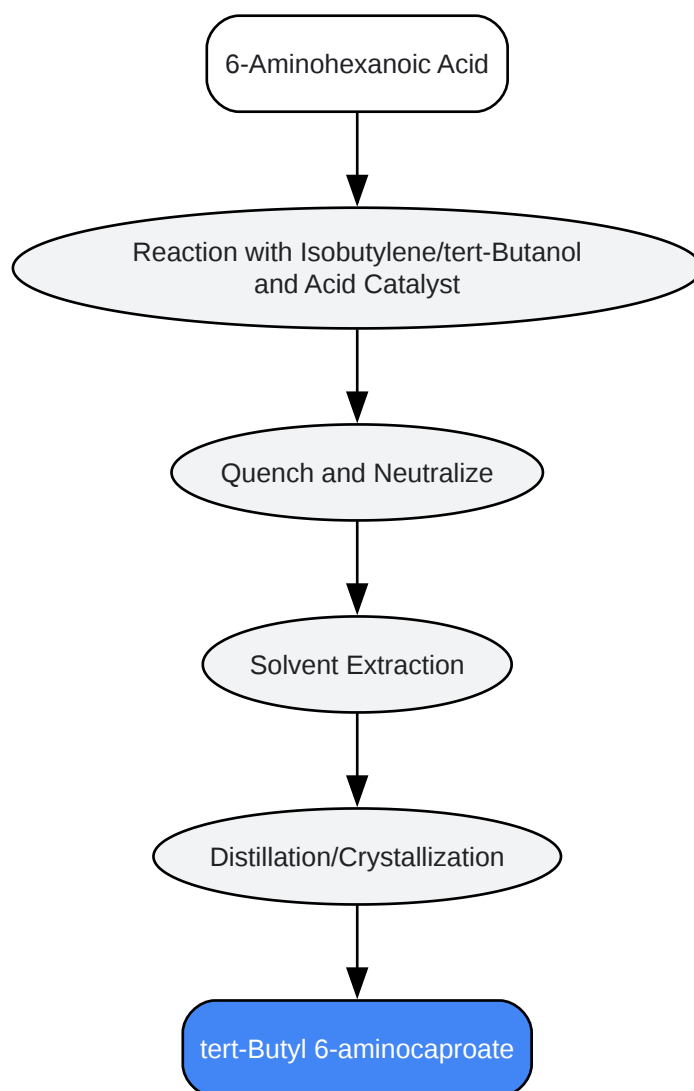 6-Aminohexanoic Acid
Reaction with Isobutylene/tert-Butanol
and Acid Catalyst
Quench and Neutralize
Solvent Extraction
Distillation/Crystallization
tert-Butyl 6-aminocaproate